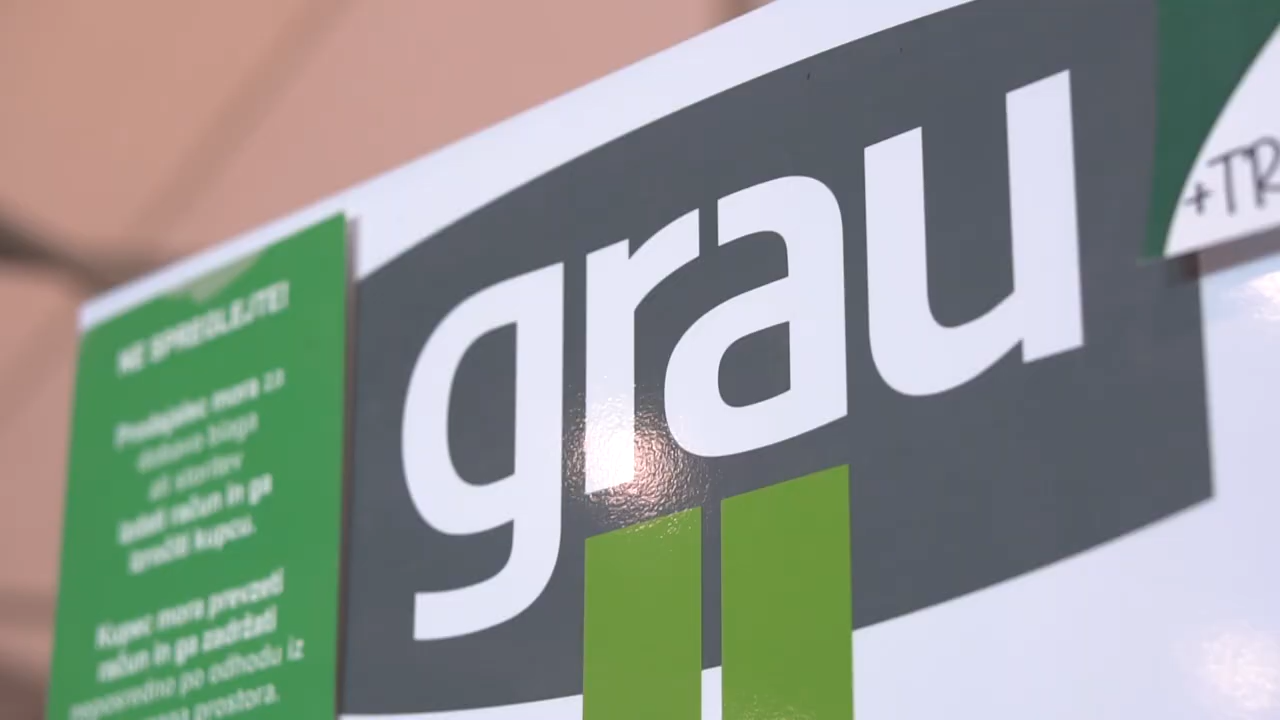 NE SPREGLEJTE!
Prodajalec mora za
dobavo blaga
ali storitev
izdati račun in ga
izročiti kupcu.
Kupec mora prevzeti
račun in ga zadržati
neposredno po odhodu iz
prostora.
grau
+TR